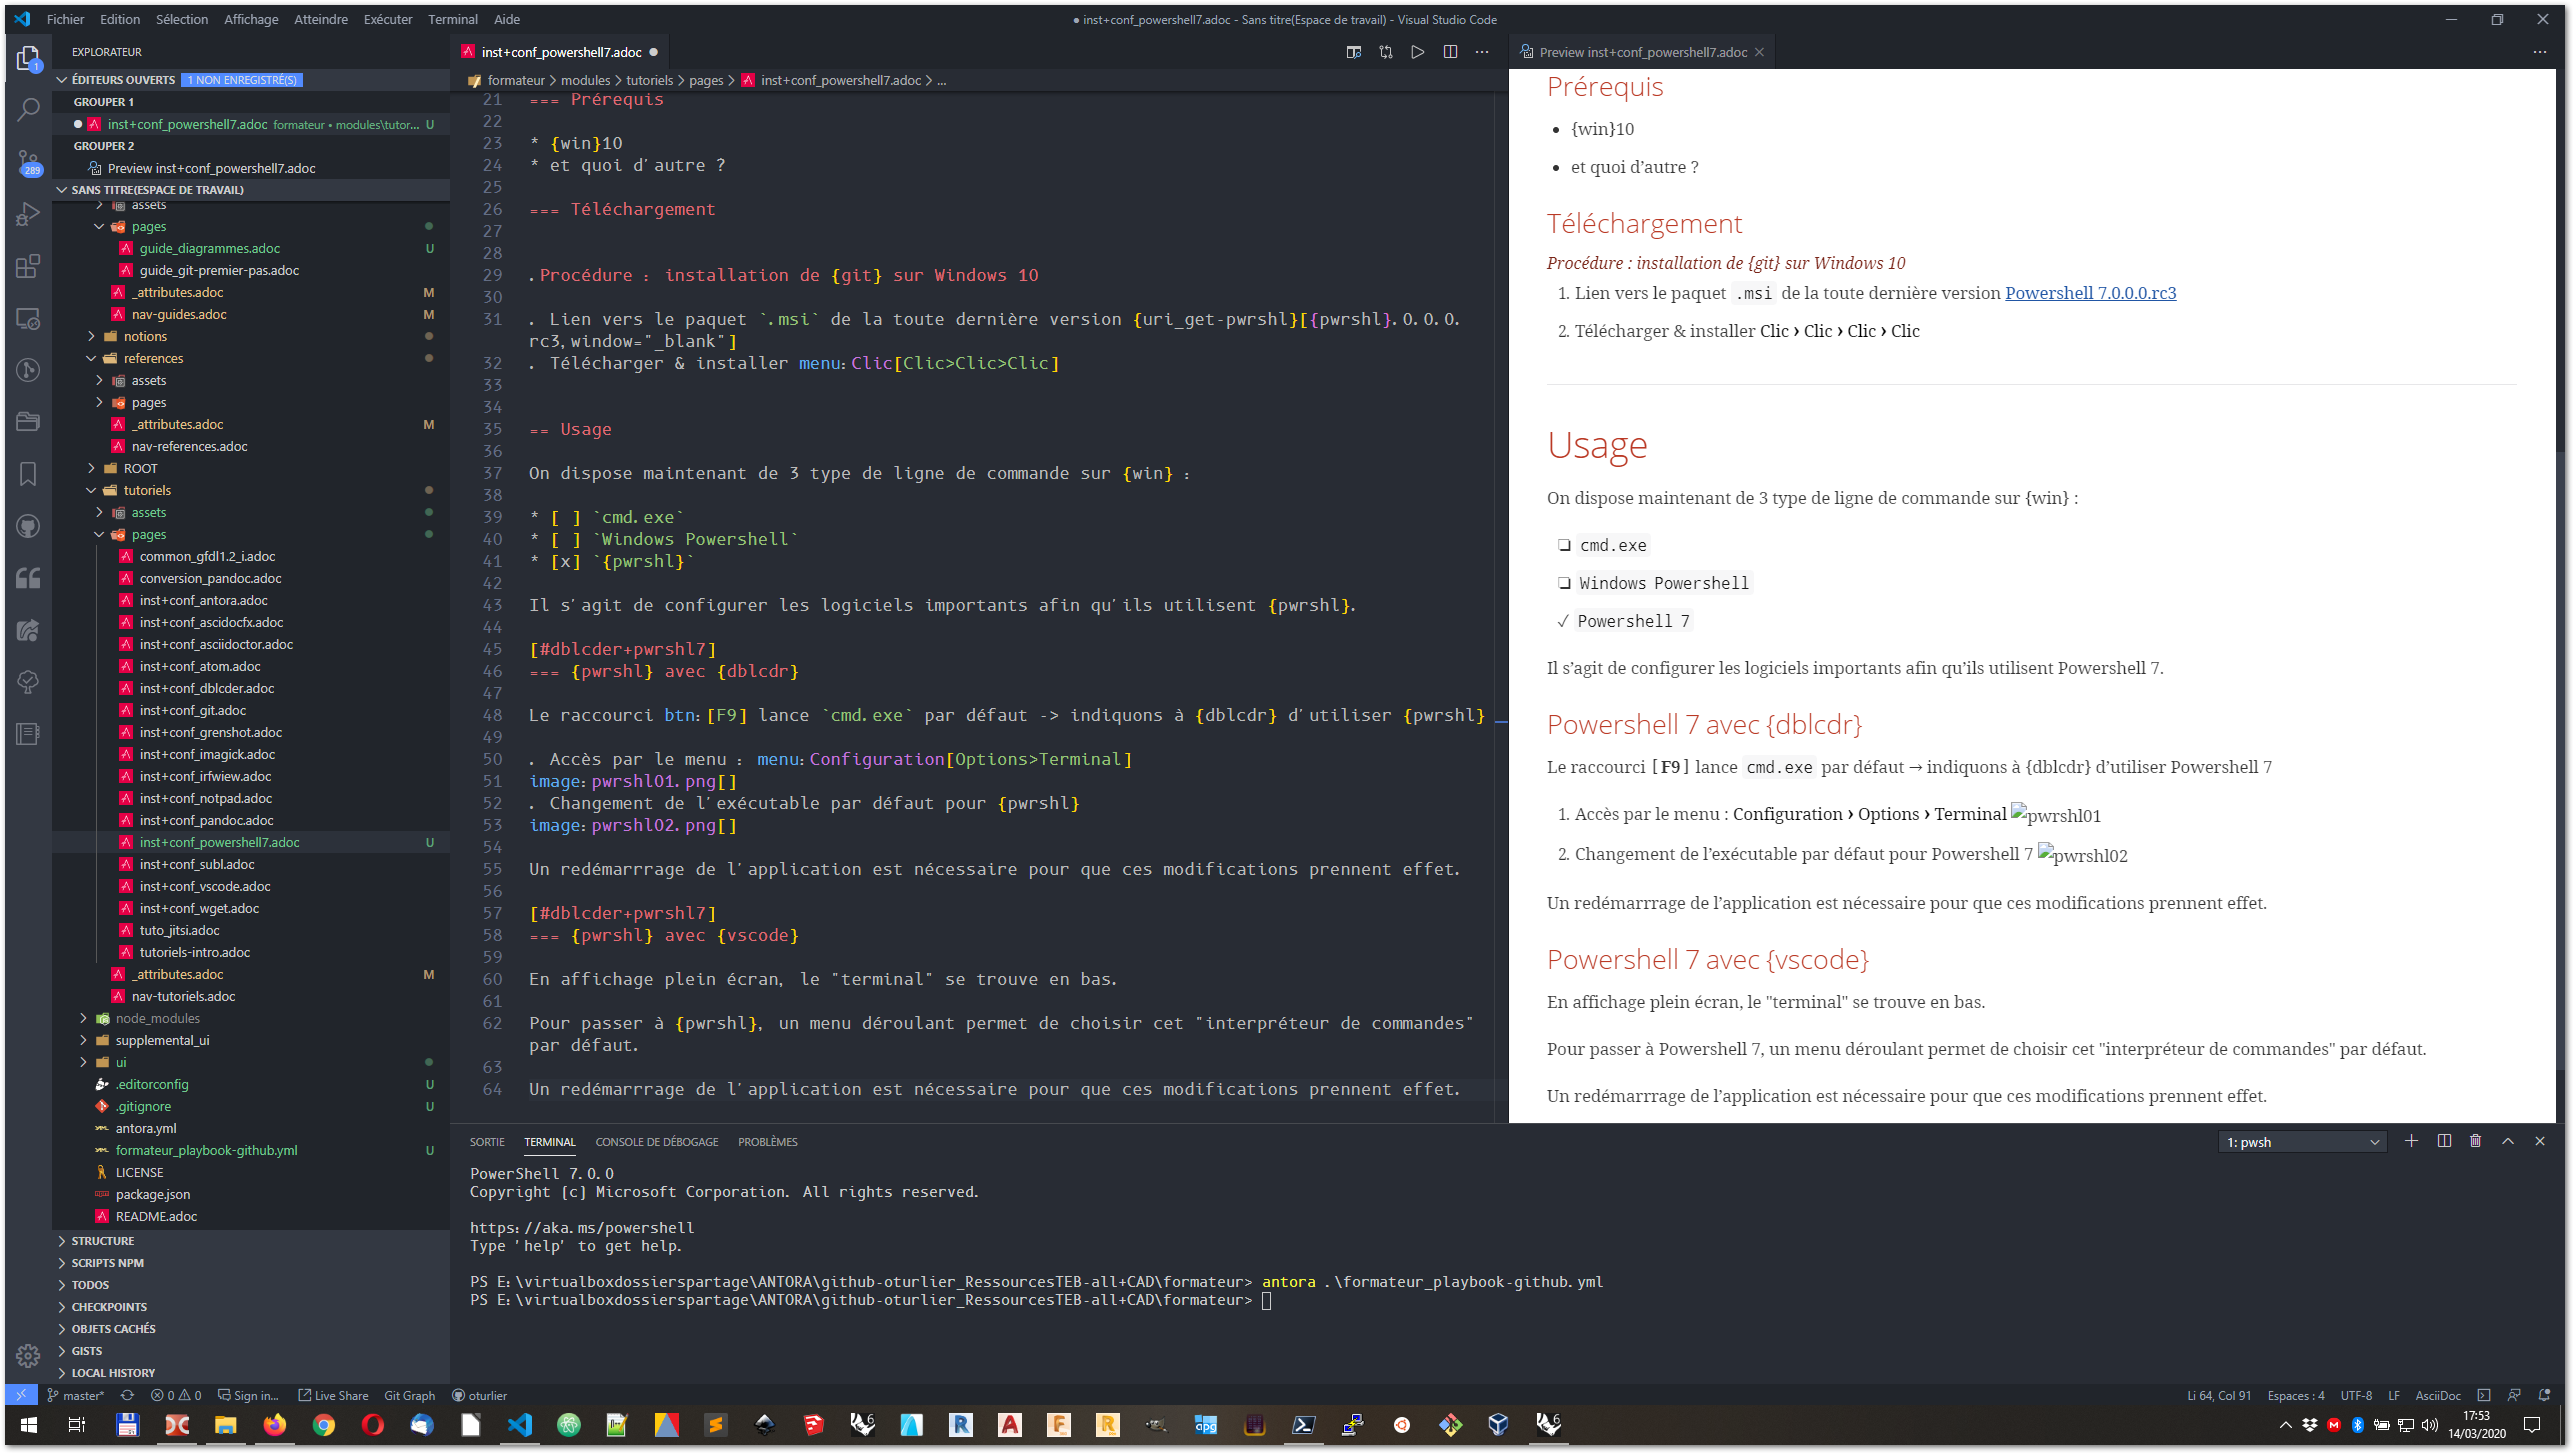 Fichier Edition Sélection Affichage Atteindre Exécuter Terminal Aide
● inst+conf_powershell7.adoc - Sans titre(Espace de travail) - Visual Studio Code
EXPLORATEUR
ÉDITEURS OUVERTS 1 NON ENREGISTRÉ(S)
GROUPER 1
inst+conf_powershell7.adoc formateur • modules\tutor... U
GROUPER 2
Preview inst+conf_powershell7.adoc
SANS TITRE(ESPACE DE TRAVAIL)
assets
pages
guide_diagrammes.adoc U
guide_git-premier-pas.adoc
_attributes.adoc M
nav-guides.adoc M
notions
references
assets
pages
_attributes.adoc M
nav-references.adoc
ROOT
tutoriels
assets
pages
common_gfdl1.2_i.adoc
conversion_pandoc.adoc
inst+conf_antora.adoc
inst+conf_ascidocfx.adoc
inst+conf_asciidoctor.adoc
inst+conf_atom.adoc
inst+conf_dblcder.adoc
inst+conf_git.adoc
inst+conf_grenshot.adoc
inst+conf_imagick.adoc
inst+conf_irfwiew.adoc
inst+conf_notpad.adoc
inst+conf_pandoc.adoc
inst+conf_powershell7.adoc U
inst+conf_subl.adoc
inst+conf_vscode.adoc
inst+conf_wget.adoc
tuto_jitsi.adoc
tutoriels-intro.adoc
_attributes.adoc M
nav-tutoriels.adoc
node_modules
supplemental_ui
ui
.editorconfig U
.gitignore U
antora.yml
formateur_playbook-github.yml U
LICENSE
package.json
README.adoc
STRUCTURE
SCRIPTS NPM
TODOS
CHECKPOINTS
OBJETS CACHÉS
GISTS
LOCAL HISTORY
1
289
inst+conf_powershell7.adoc ●
formateur > modules > tutoriels > pages > inst+conf_powershell7.adoc > ...
21 === Prérequis
22
23 * {win}10
24 * et quoi d'autre ?
25
26 === Téléchargement
27
28
29 .Procédure : installation de {git} sur Windows 10
30
31 . Lien vers le paquet `.msi` de la toute dernière version {uri_get-pwrshl}[{pwrshl}.0.0.0.
rc3,window="_blank"]
32 . Télécharger & installer menu:Clic[Clic>Clic>Clic]
33
34
35 == Usage
36
37 On dispose maintenant de 3 type de ligne de commande sur {win} :
38
39 * [ ] `cmd.exe`
40 * [ ] `Windows Powershell`
41 * [x] `{pwrshl}`
42
43 Il s'agit de configurer les logiciels importants afin qu'ils utilisent {pwrshl}.
44
45 [#dblcder+pwrshl7]
46 === {pwrshl} avec {dblcdr}
47
48 Le raccourci btn:[F9] lance `cmd.exe` par défaut -> indiquons à {dblcdr} d'utiliser {pwrshl}
49
50 . Accès par le menu : menu:Configuration[Options>Terminal]
51 image:pwrshl01.png[]
52 . Changement de l'exécutable par défaut pour {pwrshl}
53 image:pwrshl02.png[]
54
55 Un redémarrrage de l'application est nécessaire pour que ces modifications prennent effet.
56
57 [#dblcder+pwrshl7]
58 === {pwrshl} avec {vscode}
59
60 En affichage plein écran, le "terminal" se trouve en bas.
61
62 Pour passer à {pwrshl}, un menu déroulant permet de choisir cet "interpréteur de commandes"
par défaut.
63
64 Un redémarrrage de l'application est nécessaire pour que ces modifications prennent effet.
Preview inst+conf_powershell7.adoc
Prérequis
• {win}10
• et quoi d’autre ?
Téléchargement
Procédure : installation de {git} sur Windows 10
1. Lien vers le paquet .msi de la toute dernière version Powershell 7.0.0.0.rc3
2. Télécharger & installer Clic › Clic › Clic › Clic
Usage
On dispose maintenant de 3 type de ligne de commande sur {win} :
❏ cmd.exe
❏ Windows Powershell
✓ Powershell 7
Il s’agit de configurer les logiciels importants afin qu’ils utilisent Powershell 7.
Powershell 7 avec {dblcdr}
Le raccourci [F9] lance cmd.exe par défaut → indiquons à {dblcdr} d’utiliser Powershell 7
1. Accès par le menu : Configuration › Options › Terminal pwrshl01
2. Changement de l’exécutable par défaut pour Powershell 7 pwrshl02
Un redémarrrage de l’application est nécessaire pour que ces modifications prennent effet.
Powershell 7 avec {vscode}
En affichage plein écran, le "terminal" se trouve en bas.
Pour passer à Powershell 7, un menu déroulant permet de choisir cet "interpréteur de commandes" par défaut.
Un redémarrrage de l’application est nécessaire pour que ces modifications prennent effet.
SORTIE TERMINAL CONSOLE DE DÉBOGAGE PROBLÈMES
1: pwsh
PowerShell 7.0.0
Copyright (c) Microsoft Corporation. All rights reserved.
https://aka.ms/powershell
Type 'help' to get help.
PS E:\virtualboxdossierspartage\ANTORA\github-oturlier_RessourcesTEB-all+CAD\formateur> antora .\formateur_playbook-github.yml
PS E:\virtualboxdossierspartage\ANTORA\github-oturlier_RessourcesTEB-all+CAD\formateur>
master* 0 0 Sign in... Live Share Git Graph oturlier
Li 64, Col 91 Espaces : 4 UTF-8 LF AsciiDoc
17:53
14/03/2020